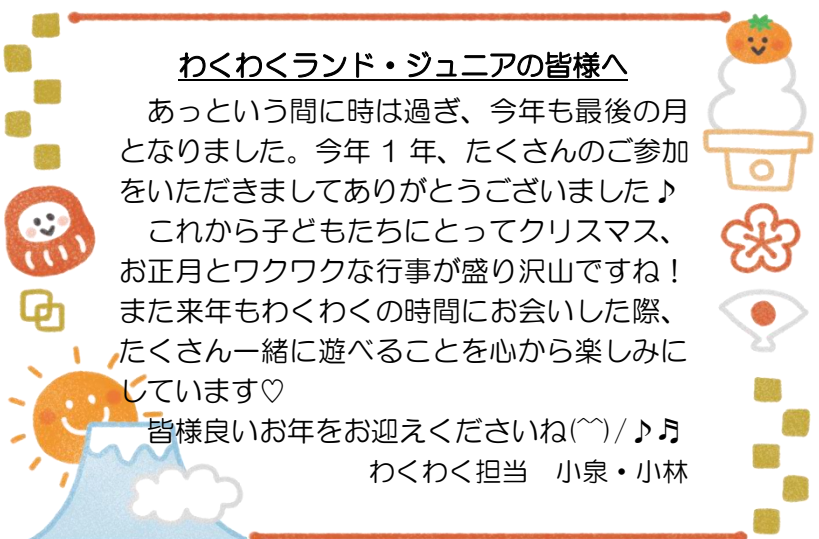 わくわくランド・ジュニアの皆様へ
　あっという間に時は過ぎ、今年も最後の月
となりました。今年 1 年、たくさんのご参加
をいただきましてありがとうございました♪
　これから子どもたちにとってクリスマス、
お正月とワクワクな行事が盛り沢山ですね！
また来年もわくわくの時間にお会いした際、
たくさん一緒に遊べることを心から楽しみに
しています♡
　皆様良いお年をお迎えくださいね(^^)/♪♬
わくわく担当　小泉・小林